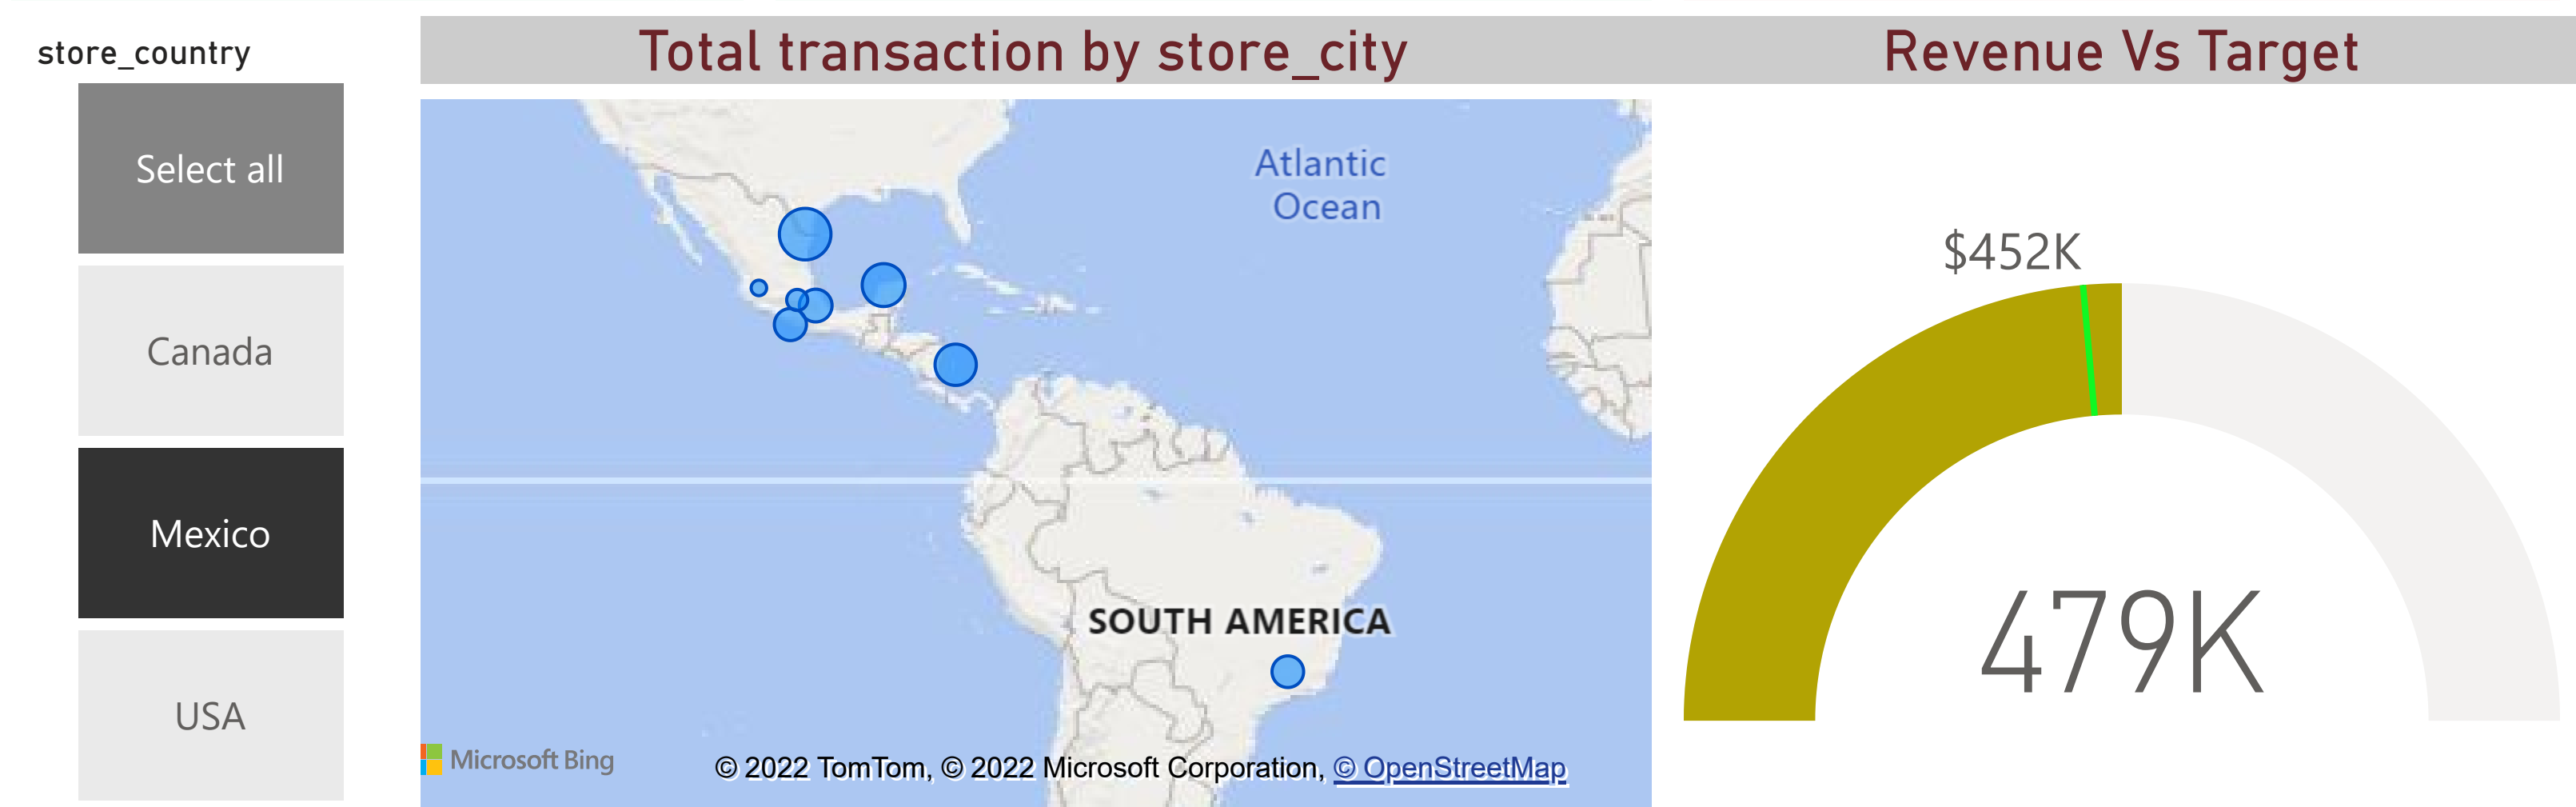 store_country
Select all
Canada
Mexico
USA
Total transaction by store_city
Atlantic
Ocean
SOUTH AMERICA
Microsoft Bing
© 2022 TomTom, © 2022 Microsoft Corporation, © OpenStreetMap
Revenue Vs Target
$452K
479K